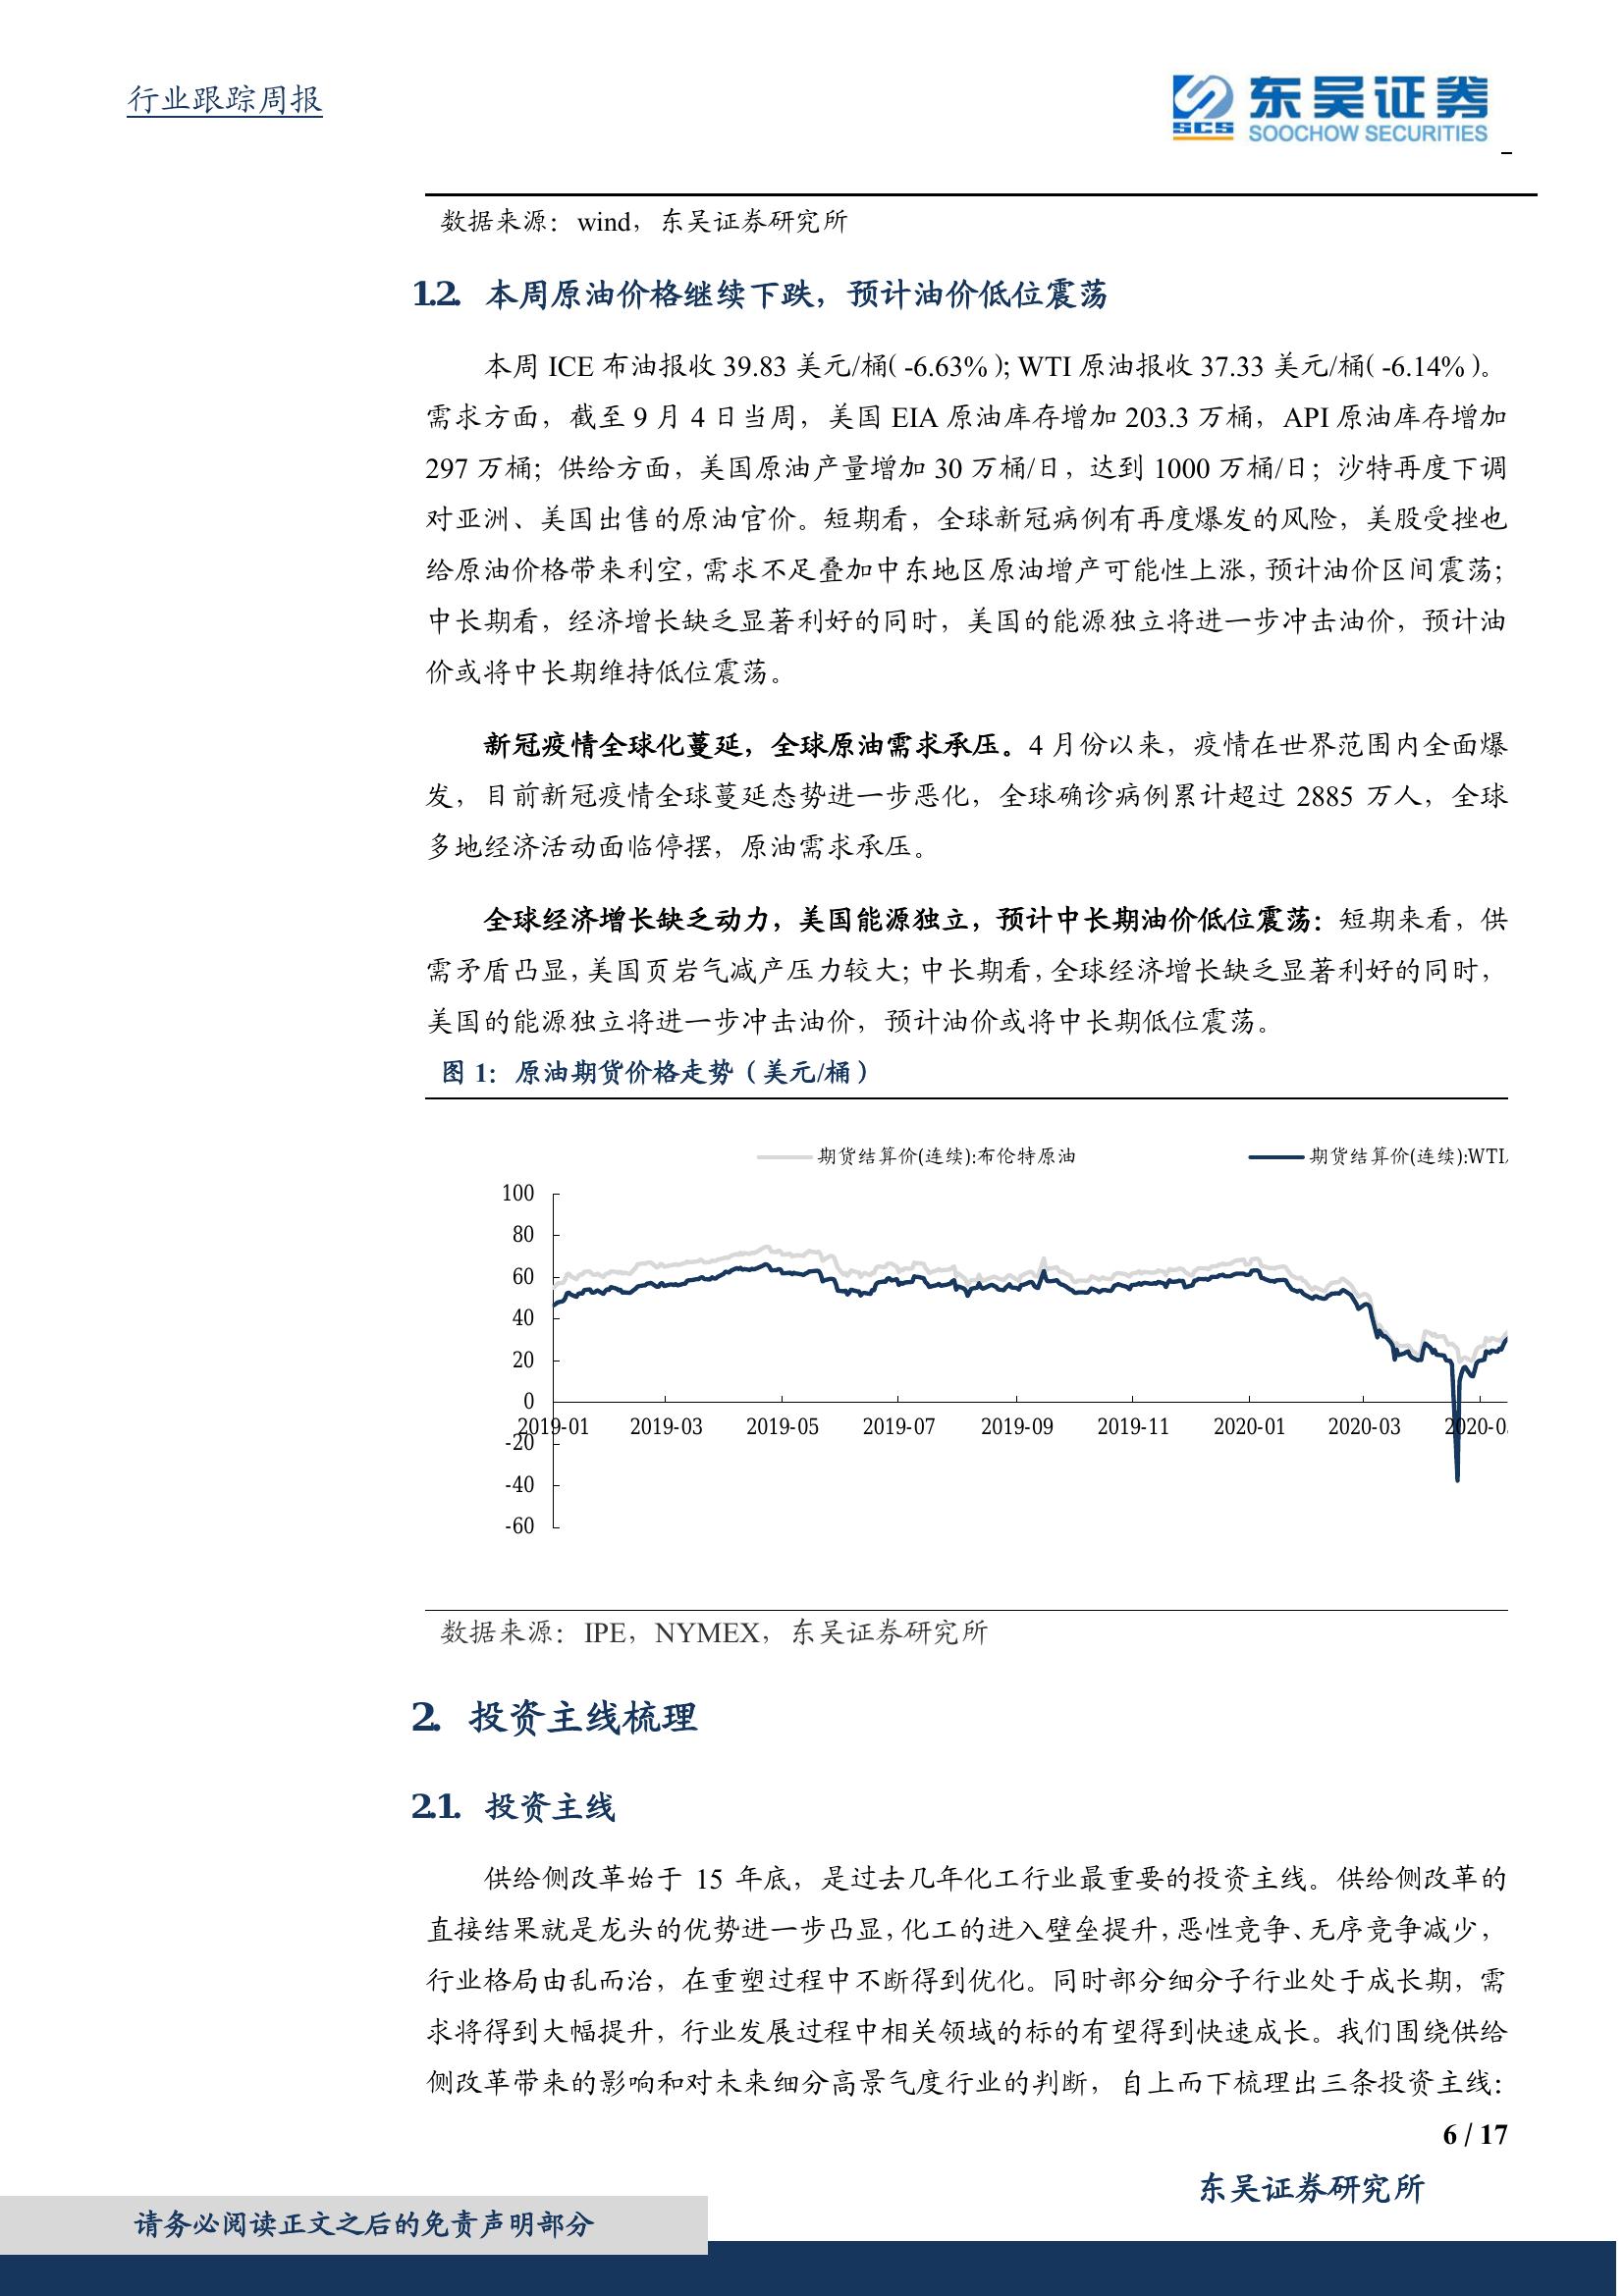 行业跟踪周报
SCS
东吴证券
SOOCHOW SECURITIES
数据来源：wind，东吴证券研究所
1.2. 本周原油价格继续下跌，预计油价低位震荡
本周 ICE 布油报收 39.83 美元/桶( -6.63% ); WTI 原油报收 37.33 美元/桶( -6.14% )。
需求方面，截至 9 月 4 日当周，美国 EIA 原油库存增加 203.3 万桶，API 原油库存增加
297 万桶；供给方面，美国原油产量增加 30 万桶/日，达到 1000 万桶/日；沙特再度下调
对亚洲、美国出售的原油官价。短期看，全球新冠病例有再度爆发的风险，美股受挫也
给原油价格带来利空，需求不足叠加中东地区原油增产可能性上涨，预计油价区间震荡；
中长期看，经济增长缺乏显著利好的同时，美国的能源独立将进一步冲击油价，预计油
价或将中长期维持低位震荡。
新冠疫情全球化蔓延，全球原油需求承压。4 月份以来，疫情在世界范围内全面爆
发，目前新冠疫情全球蔓延态势进一步恶化，全球确诊病例累计超过 2885 万人，全球
多地经济活动面临停摆，原油需求承压。
全球经济增长缺乏动力，美国能源独立，预计中长期油价低位震荡：短期来看，供
需矛盾凸显，美国页岩气减产压力较大；中长期看，全球经济增长缺乏显著利好的同时，
美国的能源独立将进一步冲击油价，预计油价或将中长期低位震荡。
图 1：原油期货价格走势（美元/桶）
期货结算价(连续):布伦特原油 期货结算价(连续):WTI
100
80
60
40
20
0
2019-01 2019-03 2019-05 2019-07 2019-09 2019-11 2020-01 2020-03 2020-0
-20
-40
-60
数据来源：IPE，NYMEX，东吴证券研究所
2. 投资主线梳理
2.1. 投资主线
供给侧改革始于 15 年底，是过去几年化工行业最重要的投资主线。供给侧改革的
直接结果就是龙头的优势进一步凸显，化工的进入壁垒提升，恶性竞争、无序竞争减少，
行业格局由乱而治，在重塑过程中不断得到优化。同时部分细分子行业处于成长期，需
求将得到大幅提升，行业发展过程中相关领域的标的有望得到快速成长。我们围绕供给
侧改革带来的影响和对未来细分高景气度行业的判断，自上而下梳理出三条投资主线：
6 / 17
东吴证券研究所
请务必阅读正文之后的免责声明部分